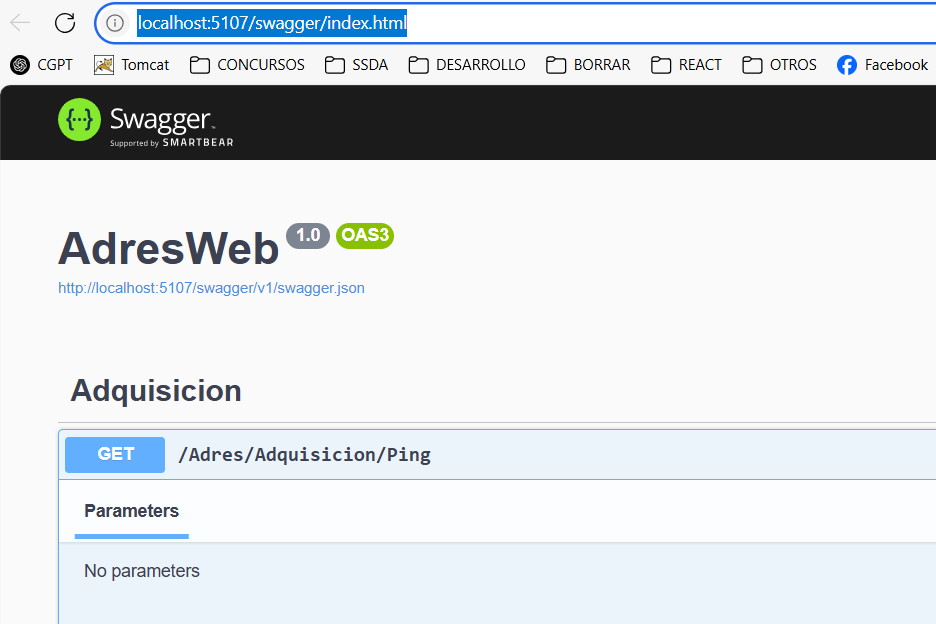 localhost:5107/swagger/index.html
CGPT Tomcat CONCURSOS SSDA DESARROLLO BORRAR REACT OTROS Facebook
Swagger™
Supported by SMARTBEAR
AdresWeb 1.0 OAS3
http://localhost:5107/swagger/v1/swagger.json
Adquisicion
GET /Adres/Adquisicion/Ping
Parameters
No parameters